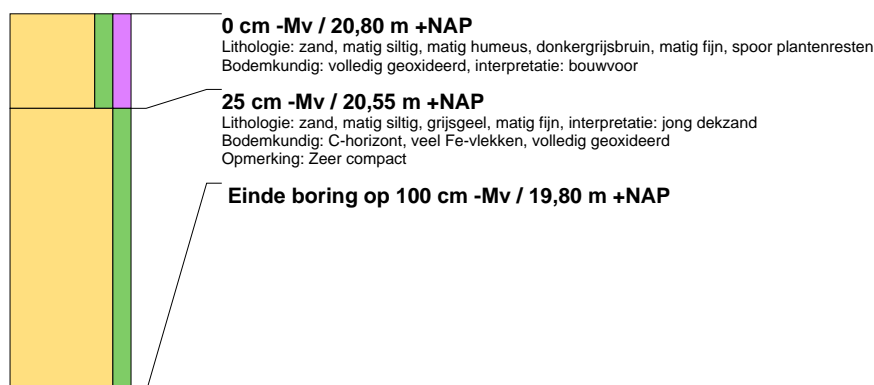 0 cm -Mv / 20,80 m +NAP
Lithologie: zand, matig siltig, matig humeus, donkergrijsbruin, matig fijn, spoor plantenresten
Bodemkundig: volledig geoxideerd, interpretatie: bouwvoor
25 cm -Mv / 20,55 m +NAP
Lithologie: zand, matig siltig, grijsgeel, matig fijn, interpretatie: jong dekzand
Bodemkundig: C-horizont, veel Fe-vlekken, volledig geoxideerd
Opmerking: Zeer compact
Einde boring op 100 cm -Mv / 19,80 m +NAP